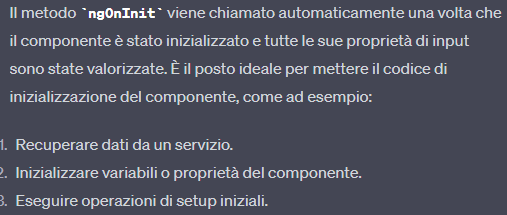 Il metodo `ngOnInit` viene chiamato automaticamente una volta che
il componente è stato inizializzato e tutte le sue proprietà di input
sono state valorizzate. È il posto ideale per mettere il codice di
inizializzazione del componente, come ad esempio:
1. Recuperare dati da un servizio.
2. Inizializzare variabili o proprietà del componente.
3. Eseguire operazioni di setup iniziali.